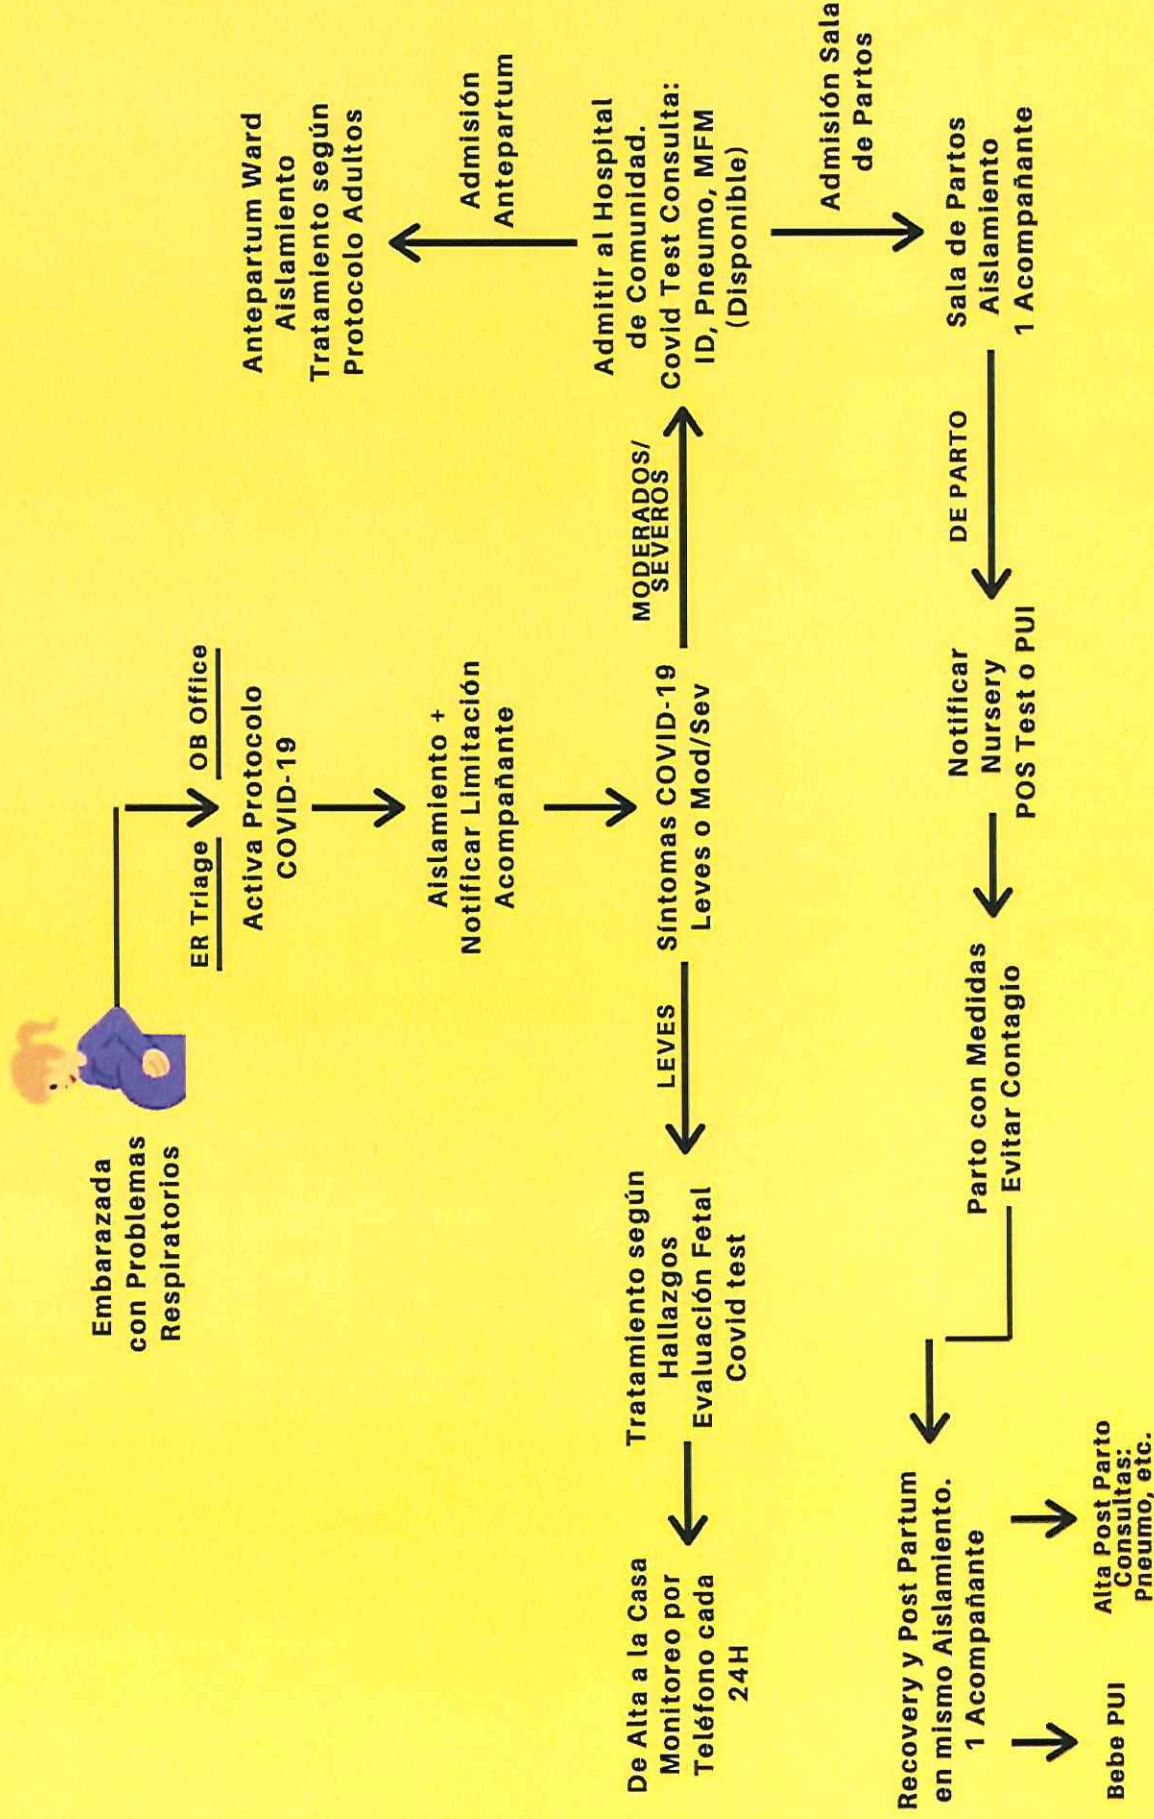 Embarazada
con Problemas
Respiratorios
ER Triage
OB Office
Activa Protocolo
COVID-19
Aislamiento +
Notificar Limitación
Acompañante
Síntomas COVID-19
Leves o Mod/Sev
LEVES
Tratamiento según
Hallazgos
Evaluación Fetal
Covid test
De Alta a la Casa
Monitoreo por
Teléfono cada
24H
MODERADOS/
SEVEROS
Admitir al Hospital
de Comunidad.
Covid Test Consulta:
ID, Pneumo, MFM
(Disponible)
Admisión
Antepartum
Antepartum Ward
Aislamiento
Tratamiento según
Protocolo Adultos
Admisión Sala
de Partos
Sala de Partos
Aislamiento
1 Acompañante
DE PARTO
Notificar
Nursery
POS Test o PUI
Parto con Medidas
Evitar Contagio
Recovery y Post Partum
en mismo Aislamiento.
1 Acompañante
Bebe PUI
Alta Post Parto
Consultas:
Pneumo, etc.